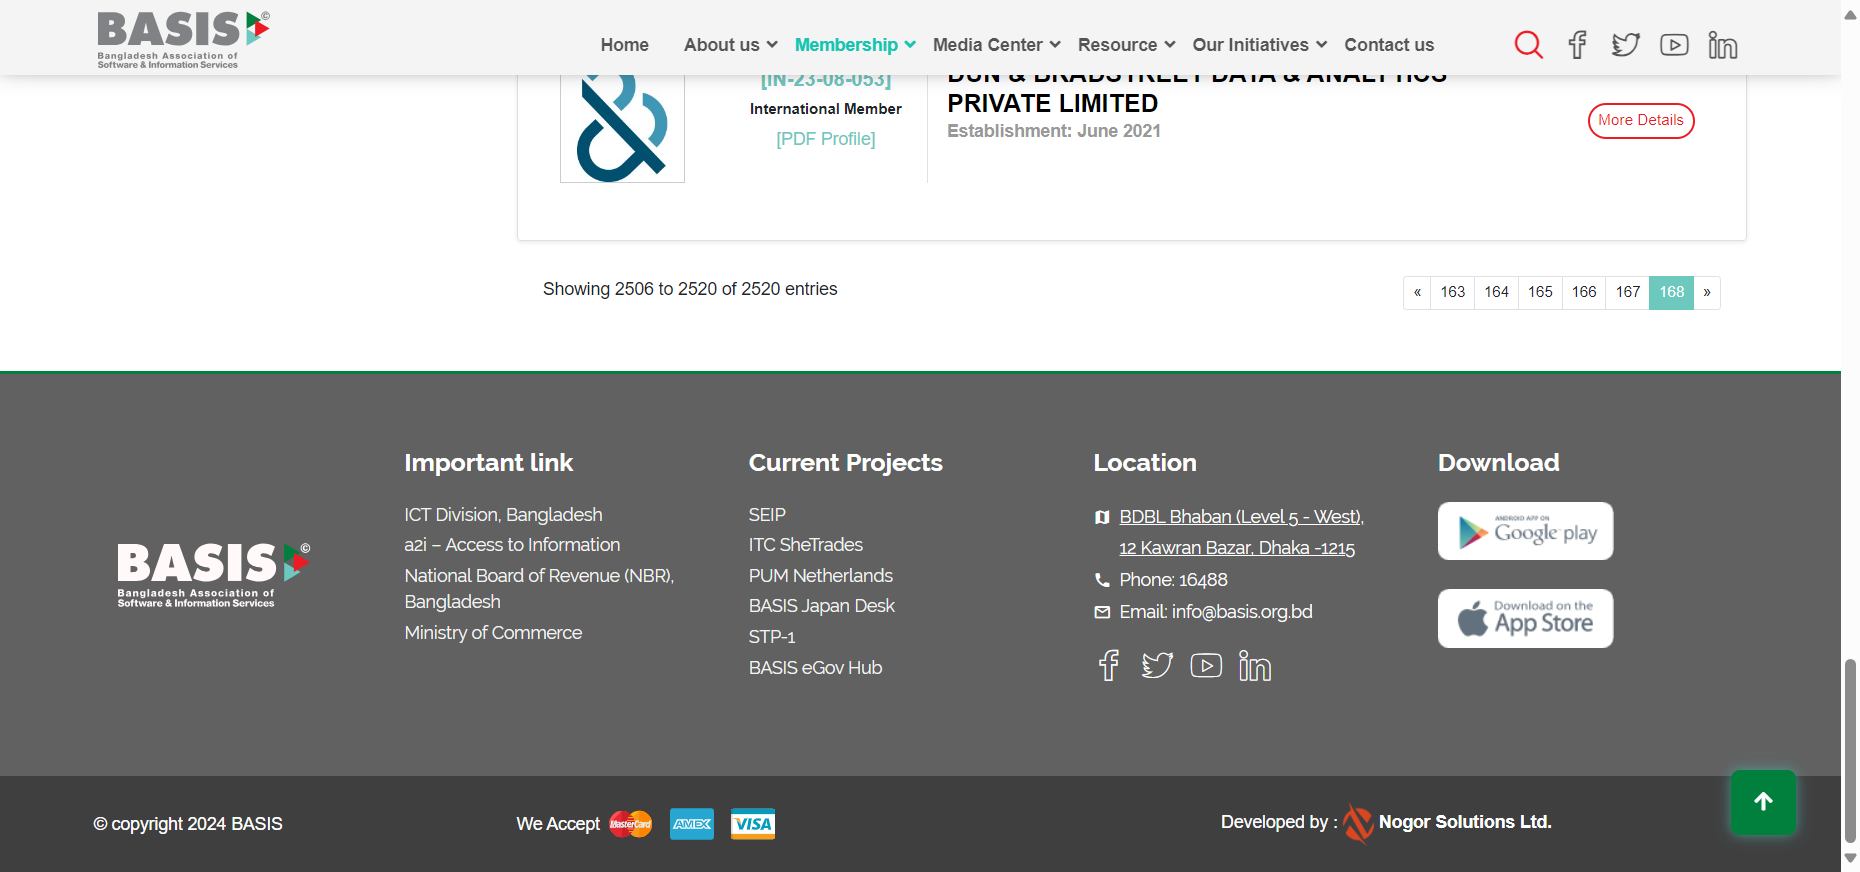 BASIS ©
Bangladesh Association of
Software & Information Services
Home About us Membership Media Center Resource Our Initiatives Contact us
[IN-23-08-053]
International Member
[PDF Profile]
DUN & BRADSTREET DATA & ANALYTICS
PRIVATE LIMITED
Establishment: June 2021
More Details
Showing 2506 to 2520 of 2520 entries
« 163 164 165 166 167 168 »
BASIS ©
Bangladesh Association of
Software & Information Services
Important link
ICT Division, Bangladesh
a2i – Access to Information
National Board of Revenue (NBR),
Bangladesh
Ministry of Commerce
Current Projects
SEIP
ITC SheTrades
PUM Netherlands
BASIS Japan Desk
STP-1
BASIS eGov Hub
Location
BDBL Bhaban (Level 5 - West),
12 Kawran Bazar, Dhaka -1215
Phone: 16488
Email: info@basis.org.bd
Download
ANDROID APP ON
Google play
Download on the
App Store
© copyright 2024 BASIS
We Accept MasterCard AMEX VISA
Developed by : Nogor Solutions Ltd.